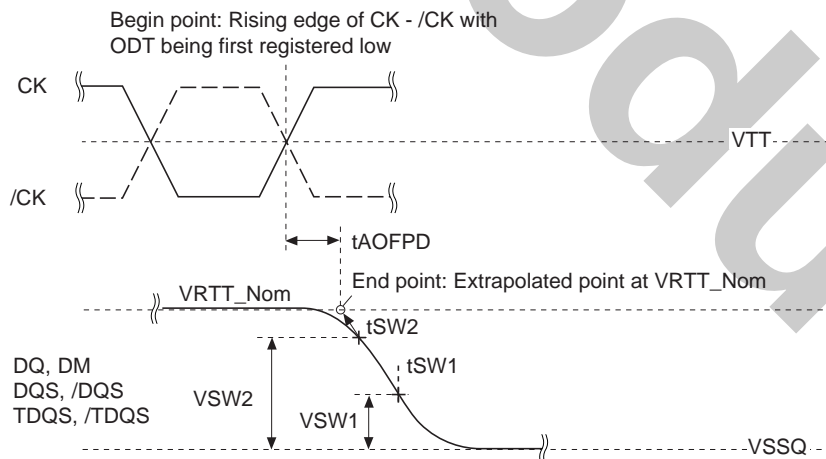 Begin point: Rising edge of CK - /CK with
ODT being first registered low
CK
VTT
/CK
tAOFPD
End point: Extrapolated point at VRTT_Nom
VRTT_Nom
tSW2
tSW1
DQ, DM
DQS, /DQS
TDQS, /TDQS
VSW2
VSW1
VSSQ